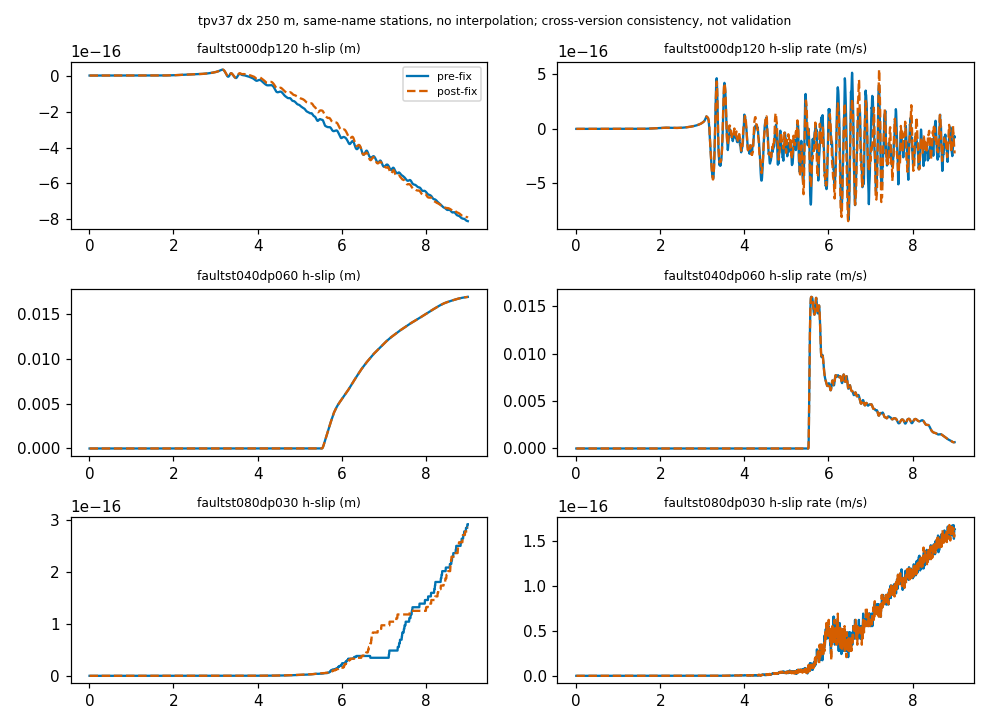 tpv37 dx 250 m, same-name stations, no interpolation; cross-version consistency, not validation
faultst000dp120 h-slip (m)
1e−16
0
−2
−4
−6
−8
0 2 4 6 8
pre-fix
post-fix
faultst000dp120 h-slip rate (m/s)
1e−16
5
0
−5
0 2 4 6 8
faultst040dp060 h-slip (m)
0.015
0.010
0.005
0.000
0 2 4 6 8
faultst040dp060 h-slip rate (m/s)
0.015
0.010
0.005
0.000
0 2 4 6 8
faultst080dp030 h-slip (m)
1e−16
3
2
1
0
0 2 4 6 8
faultst080dp030 h-slip rate (m/s)
1e−16
1.5
1.0
0.5
0.0
0 2 4 6 8